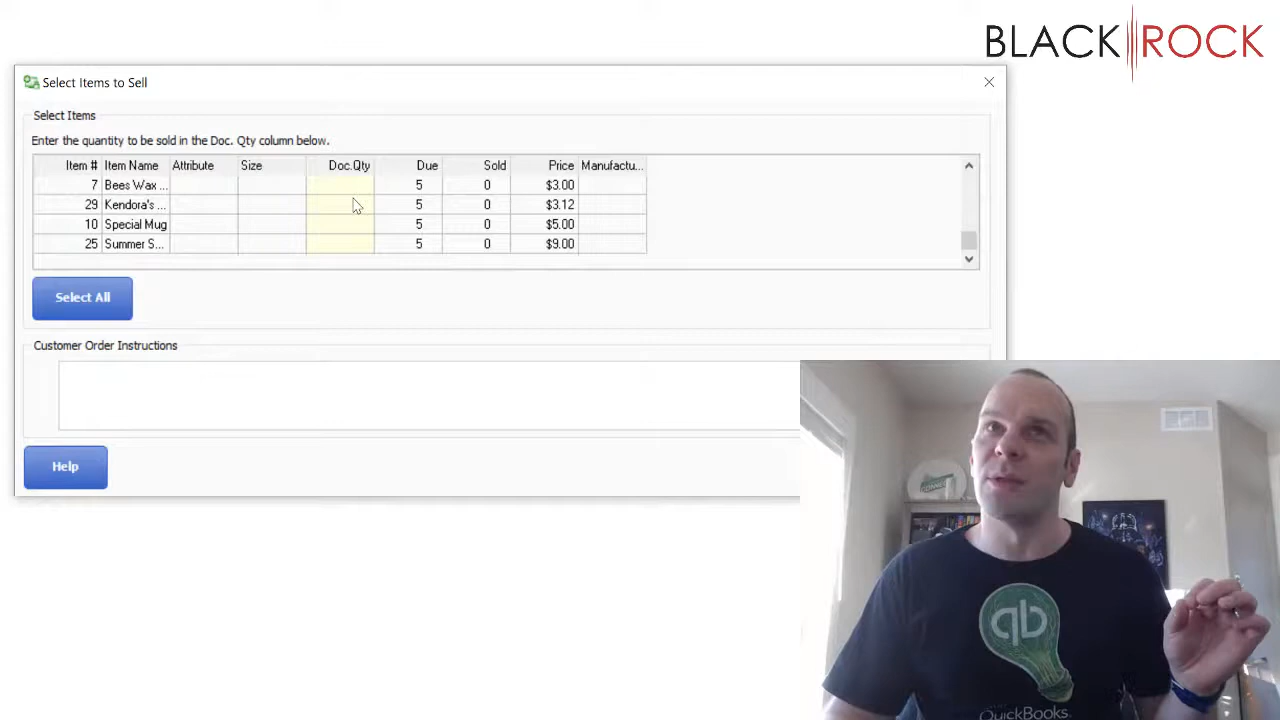 BLACK ROCK
Select Items to Sell
Select Items
Enter the quantity to be sold in the Doc. Qty column below.
Item # Item Name Attribute Size Doc.Qty Due Sold Price Manufactu...
7 Bees Wax ... 5 0 $3.00
29 Kendora's ... 5 0 $3.12
10 Special Mug 5 0 $5.00
25 Summer S... 5 0 $9.00
Select All
Customer Order Instructions
Help
qb
QuickBooks